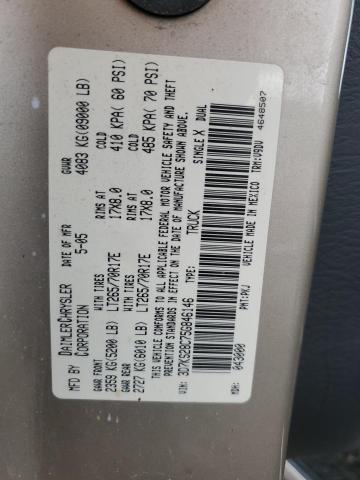 DAIMLERCHRYSLER CORPORATION
DATE OF MFR 5-05
GVWR 4083 KG(09000 LB)
GAWR FRONT 2359 KG(5200 LB)
WITH TIRES LT265/70R17E
RIMS AT 17X8.0
COLD 410 KPA( 60 PSI)
GAWR REAR 2727 KG(6010 LB)
WITH TIRES LT265/70R17E
RIMS AT 17X8.0
COLD 485 KPA( 70 PSI)
THIS VEHICLE CONFORMS TO ALL APPLICABLE FEDERAL MOTOR VEHICLE SAFETY AND THEFT
PREVENTION STANDARDS IN EFFECT ON THE DATE OF MANUFACTURE SHOWN ABOVE.
VIN: 3D7KS28C75G846146
TYPE: TRUCK
SINGLE X DUAL
MDH: 043000
PNT: PKJ
VEHICLE MADE IN MEXICO
TRM: V9DV
4648507